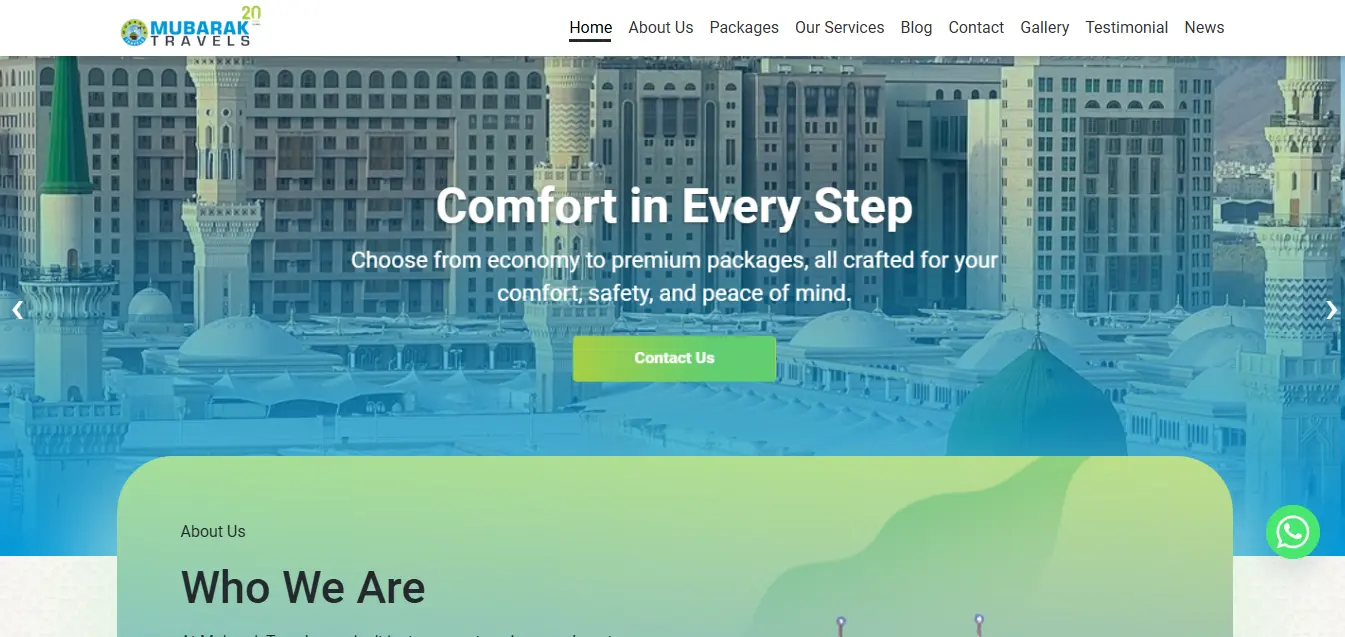 20
MUBARAK
TRAVELS
Home About Us Packages Our Services Blog Contact Gallery Testimonial News
Comfort in Every Step
Choose from economy to premium packages, all crafted for your
comfort, safety, and peace of mind.
Contact Us
About Us
Who We Are